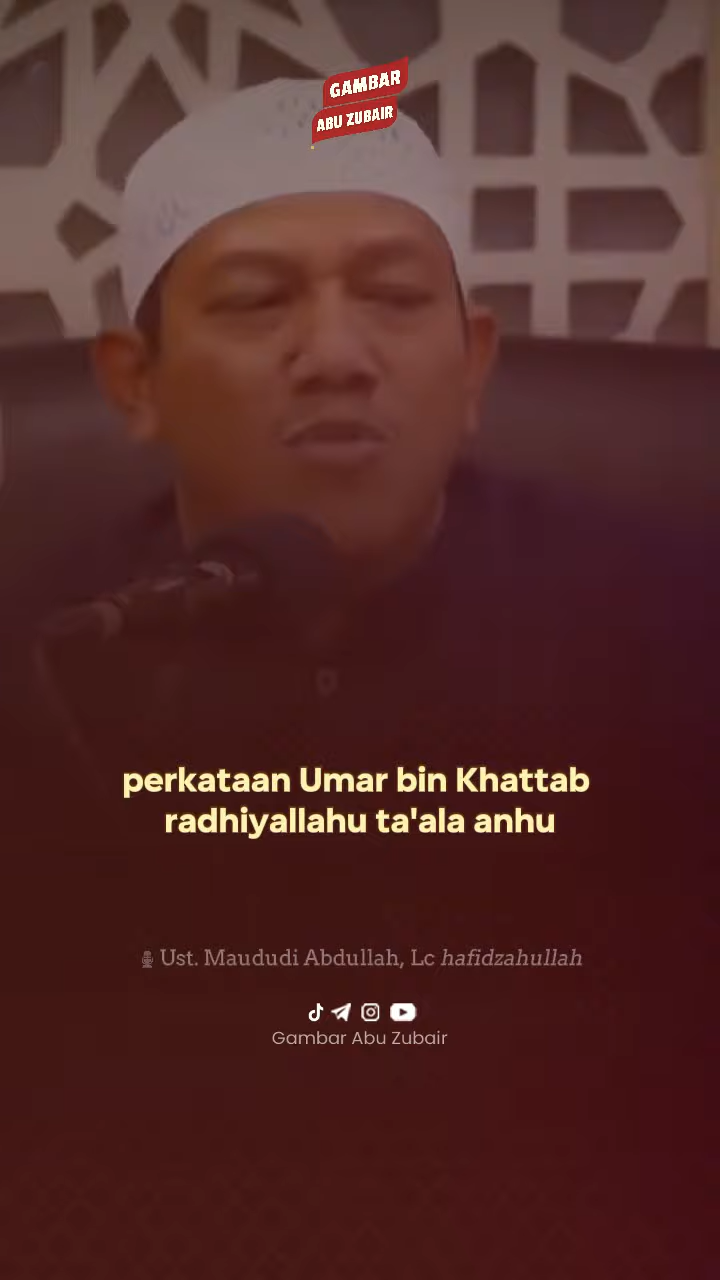 GAMBAR
ABU ZUBAIR
perkataan Umar bin Khattab
radhiyallahu ta'ala anhu
Ust. Maududi Abdullah, Lc hafidzahullah
Gambar Abu Zubair